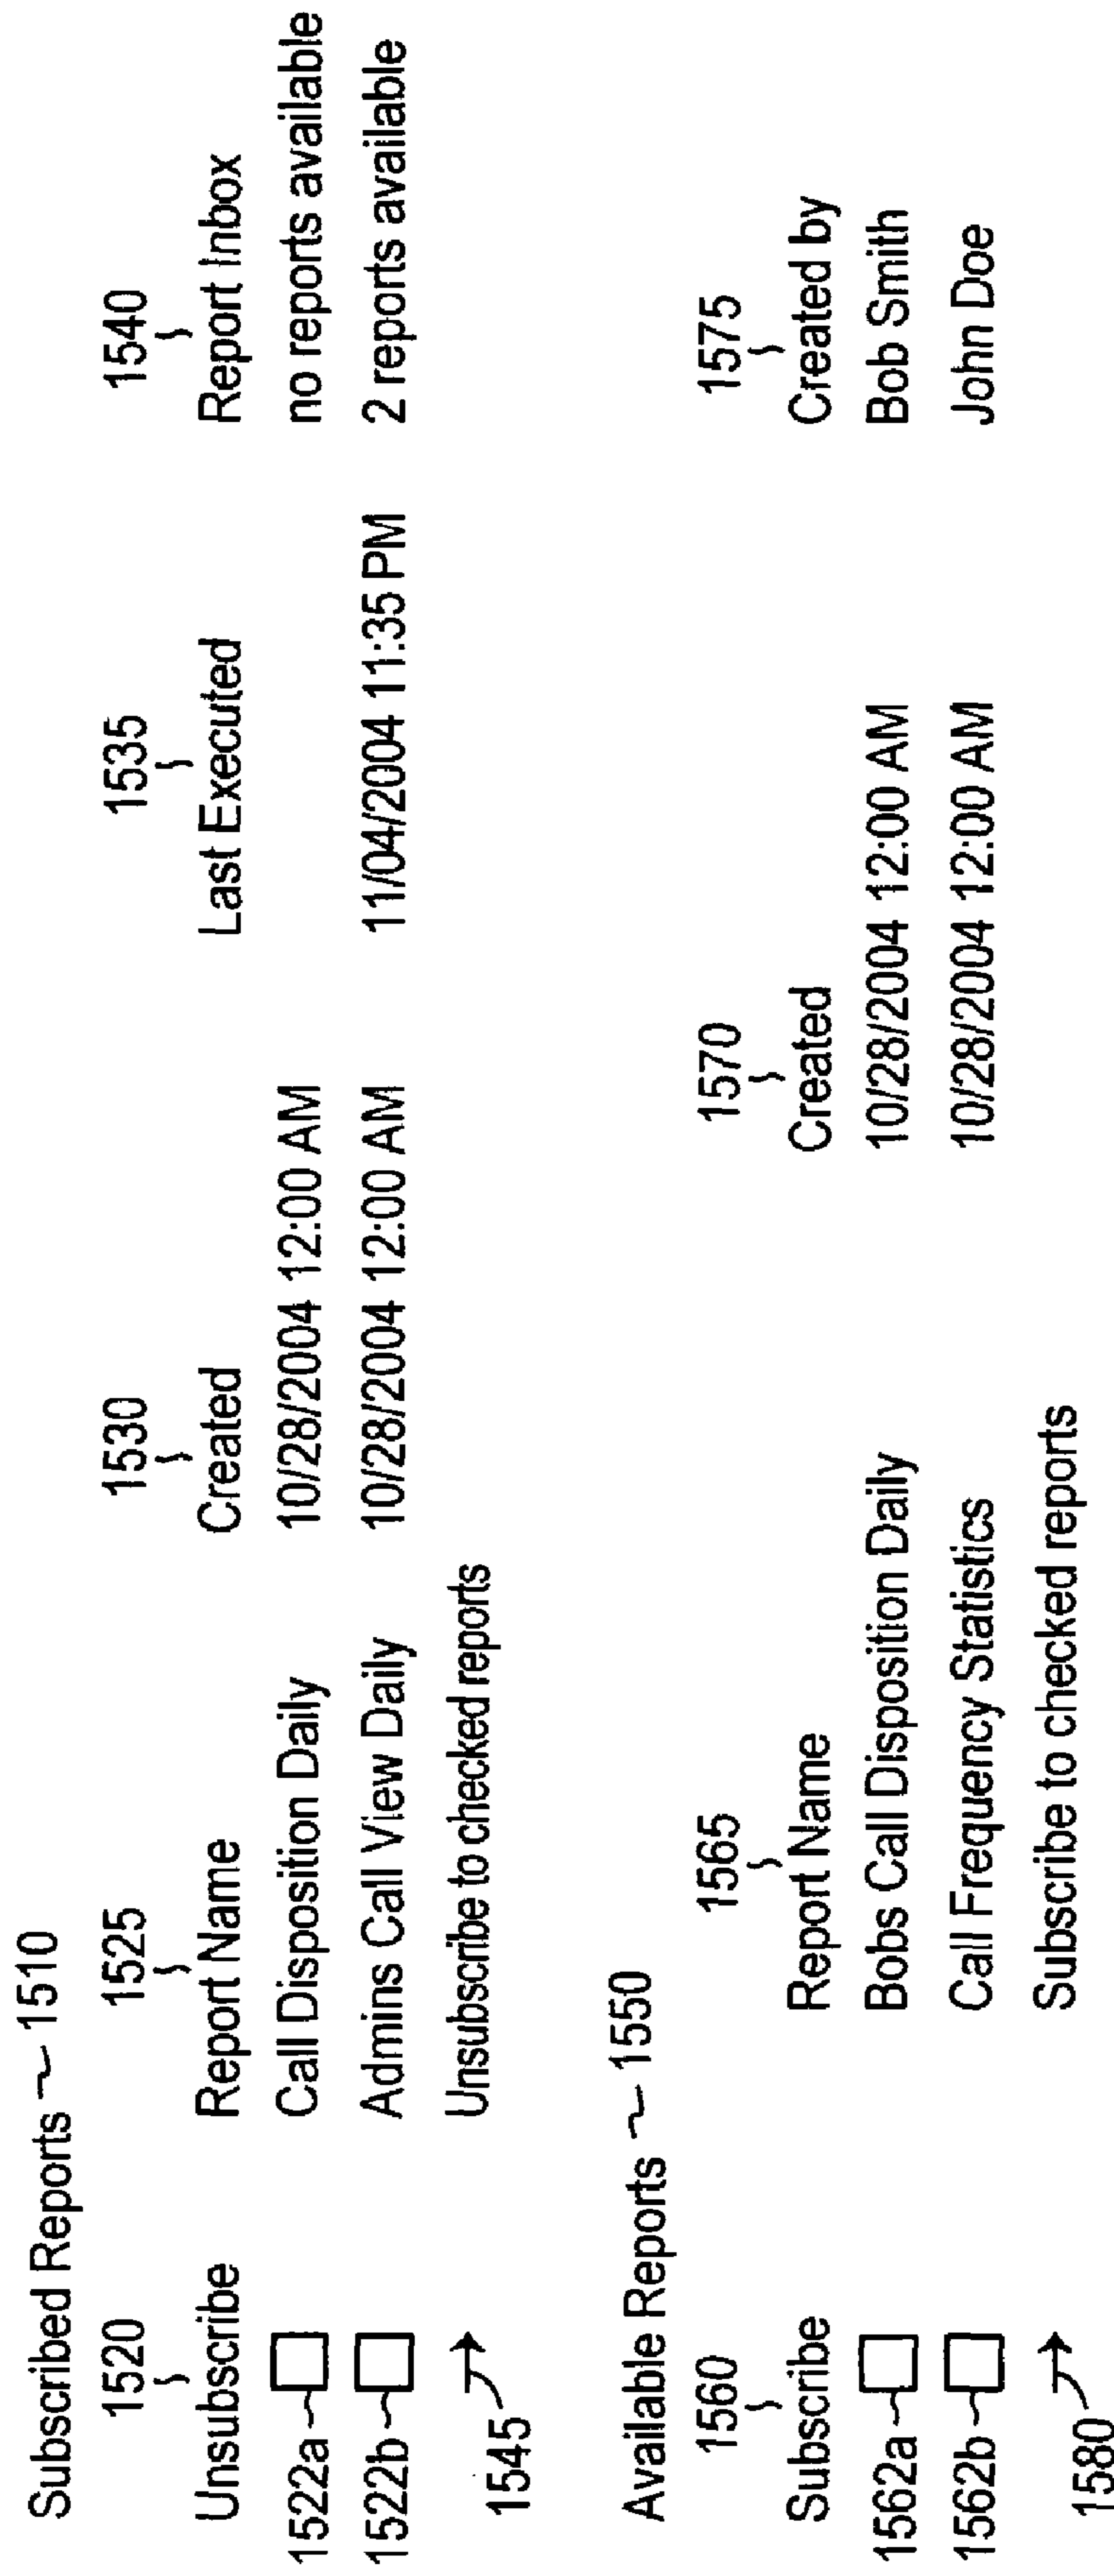 Subscribed Reports 1510
1520 1525 1530 1535 1540
Unsubscribe Report Name Created Last Executed Report Inbox
1522a Call Disposition Daily 10/28/2004 12:00 AM no reports available
1522b Admins Call View Daily 10/28/2004 12:00 AM 11/04/2004 11:35 PM 2 reports available
Unsubscribe to checked reports
1545
Available Reports 1550
1560 1565 1570 1575
Subscribe Report Name Created Created by
1562a Bobs Call Disposition Daily 10/28/2004 12:00 AM Bob Smith
1562b Call Frequency Statistics 10/28/2004 12:00 AM John Doe
Subscribe to checked reports
1580